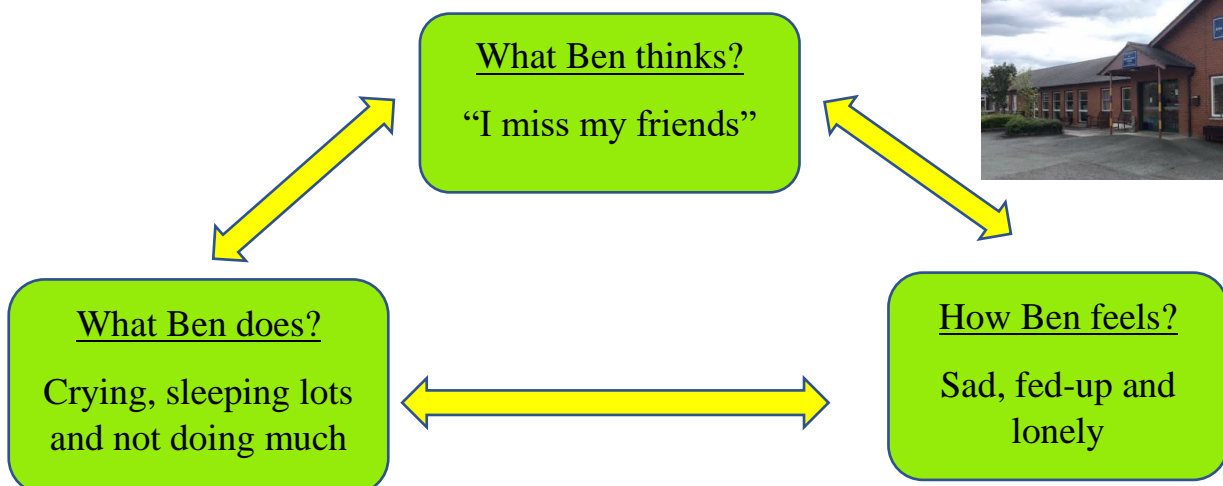 What Ben thinks?
“I miss my friends”
What Ben does?
Crying, sleeping lots
and not doing much
How Ben feels?
Sad, fed-up and
lonely